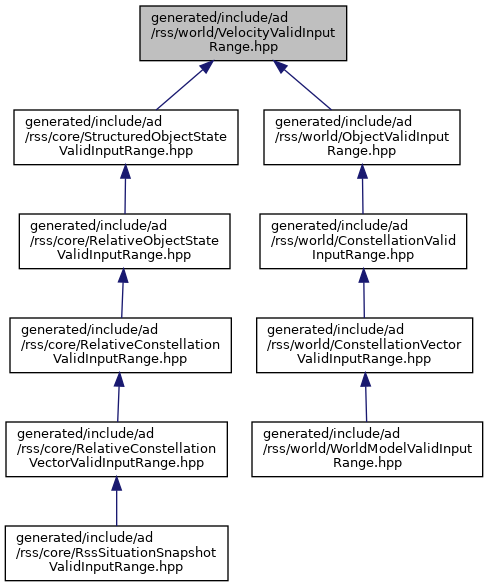 generated/include/ad
/rss/world/VelocityValidInput
Range.hpp
generated/include/ad
/rss/core/StructuredObjectState
ValidInputRange.hpp
generated/include/ad
/rss/world/ObjectValidInput
Range.hpp
generated/include/ad
/rss/core/RelativeObjectState
ValidInputRange.hpp
generated/include/ad
/rss/world/ConstellationValid
InputRange.hpp
generated/include/ad
/rss/core/RelativeConstellation
ValidInputRange.hpp
generated/include/ad
/rss/world/ConstellationVector
ValidInputRange.hpp
generated/include/ad
/rss/core/RelativeConstellation
VectorValidInputRange.hpp
generated/include/ad
/rss/world/WorldModelValidInput
Range.hpp
generated/include/ad
/rss/core/RssSituationSnapshot
ValidInputRange.hpp